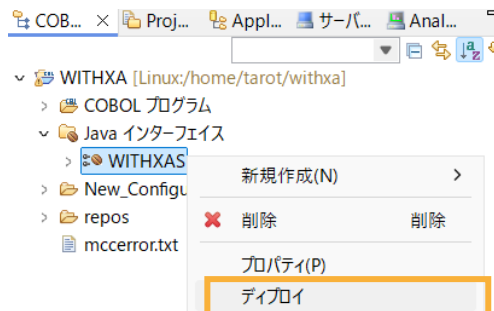 COB... Proj... Appl... サーバ... Anal...
WITHXA [Linux:/home/tarot/withxa]
COBOL プログラム
Java インターフェイス
WITHXAS
新規作成(N)
New_Configu
削除 削除
repos
mccerror.txt
プロパティ(P)
ディプロイ